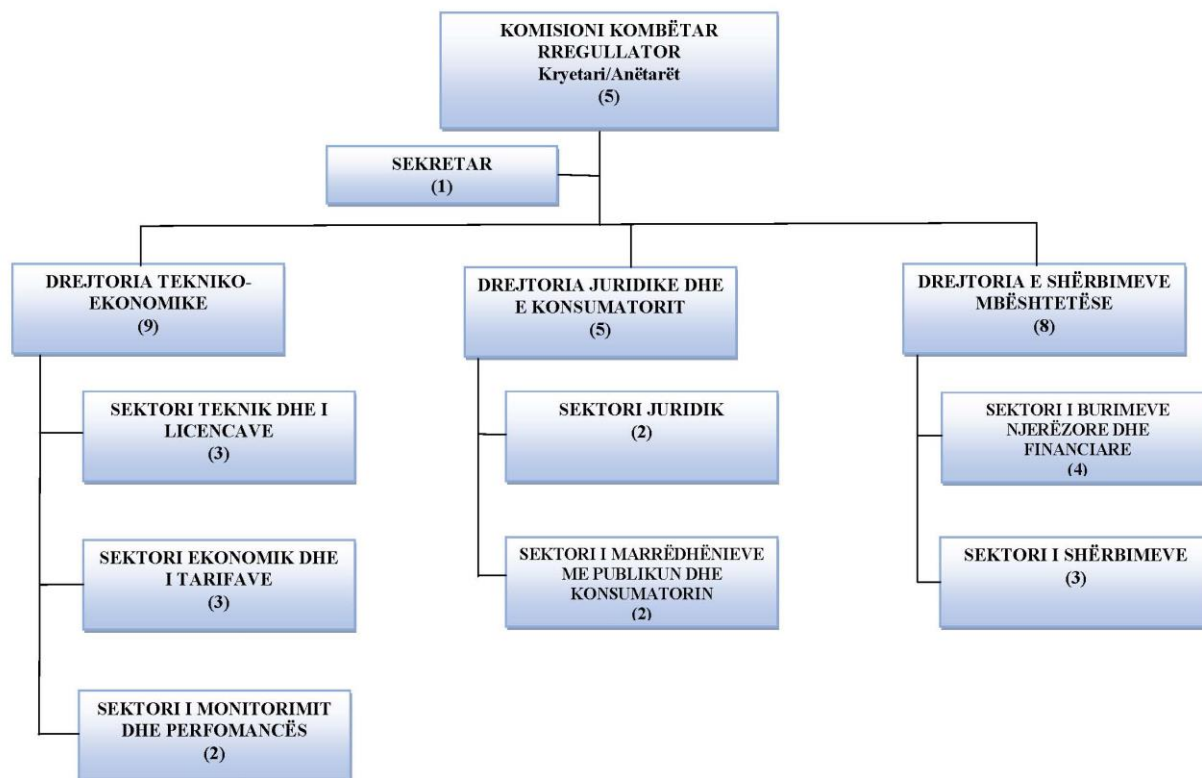 KOMISIONI KOMBËTAR
RREGULLATOR
Kryetari/Anëtarët
(5)
SEKRETAR
(1)
DREJTORIA TEKNIKO-
EKONOMIKE
(9)
SEKTORI TEKNIK DHE I
LICENCAVE
(3)
SEKTORI EKONOMIK DHE
I TARIFAVE
(3)
SEKTORI I MONITORIMIT
DHE PERFOMANCËS
(2)
DREJTORIA JURIDIKE DHE
E KONSUMATORIT
(5)
SEKTORI JURIDIK
(2)
SEKTORI I MARRËDHËNIEVE
ME PUBLIKUN DHE
KONSUMATORIN
(2)
DREJTORIA E SHËRBIMEVE
MBËSHTETËSE
(8)
SEKTORI I BURIMEVE
NJERËZORE DHE
FINANCIARE
(4)
SEKTORI I SHËRBIMEVE
(3)